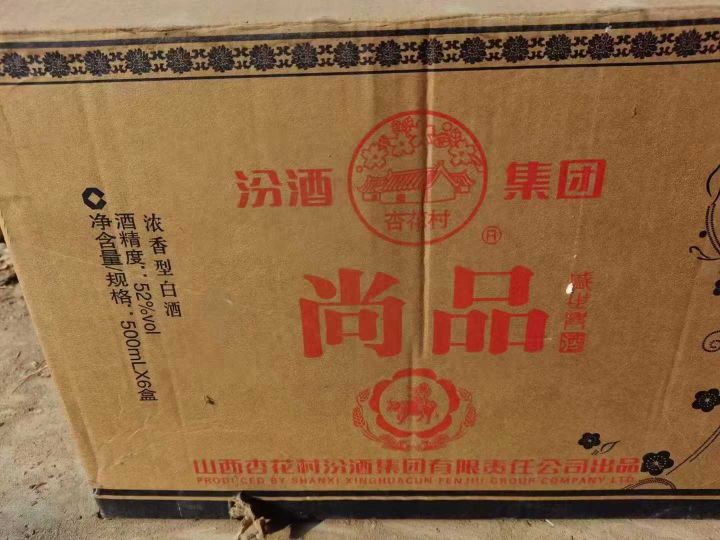 汾酒
杏花村
集团
®
尚品
浓香型白酒
酒精度：52%vol
净含量/规格：500mLX6盒
山西杏花村汾酒集团有限责任公司出品
PRODUCED BY SHANXI XINGHUACUN FENJIU GROUP COMPANY LTD